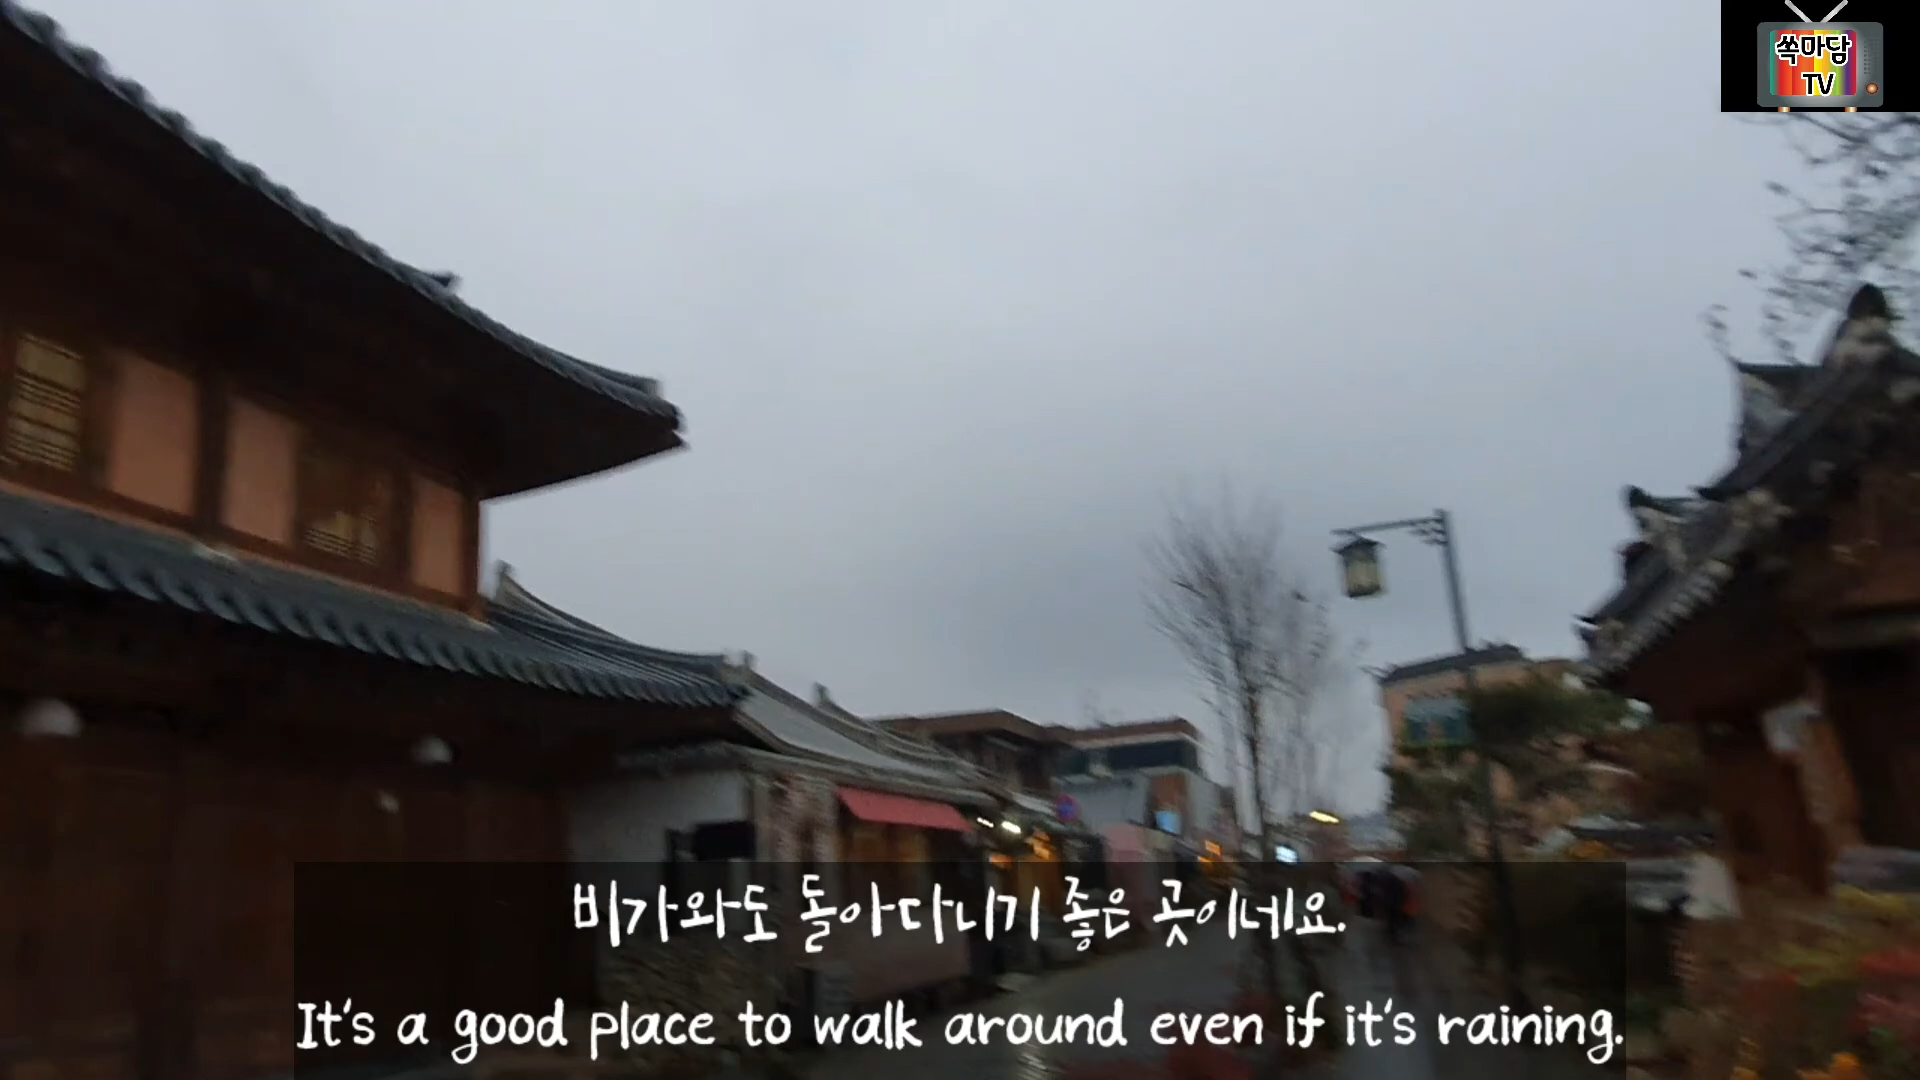 쏙마담
TV
비가와도 돌아다니기 좋은 곳이네요.
It's a good place to walk around even if it's raining.